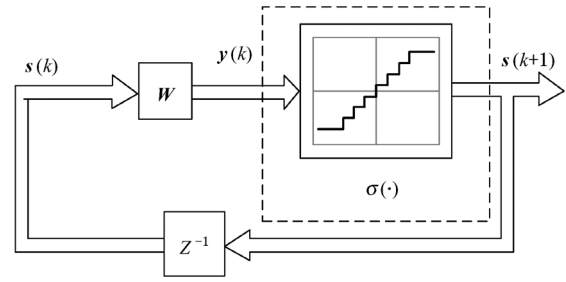 s(k)
W
y(k)
s(k+1)
σ(·)
Z⁻¹